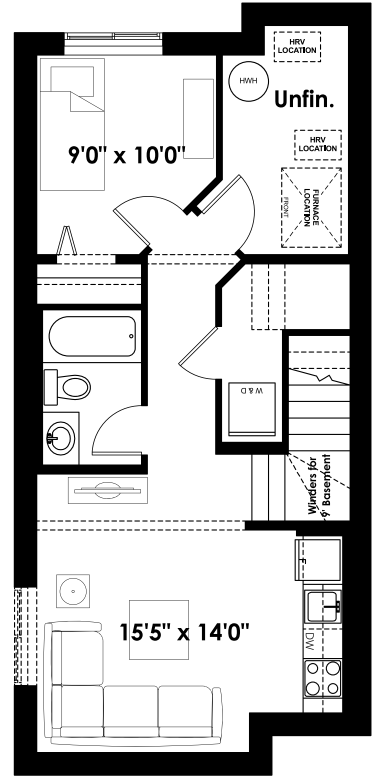 HRV
LOCATION
HWH
Unfin.
9'0" x 10'0"
HRV
LOCATION
FURNACE
LOCATION
FRONT
W & D
Winders for
9' Basement
15'5" x 14'0"
DW